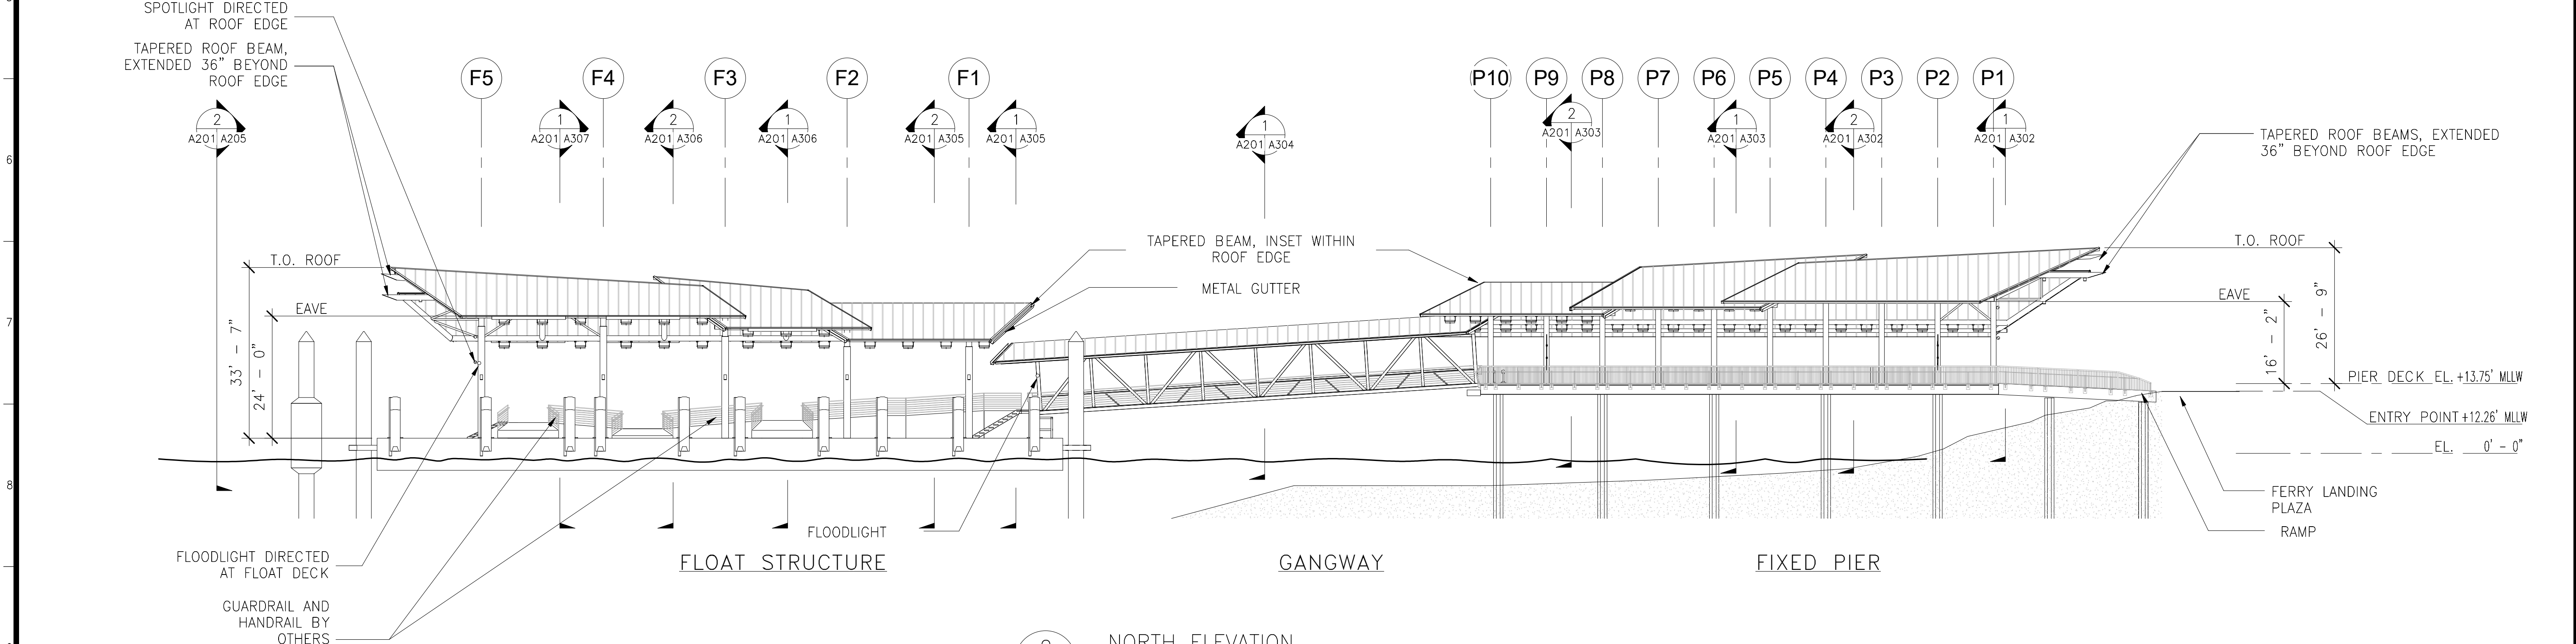 SPOTLIGHT DIRECTED
AT ROOF EDGE
TAPERED ROOF BEAM,
EXTENDED 36" BEYOND
ROOF EDGE
F5
F4
F3
F2
F1
P10
P9
P8
P7
P6
P5
P4
P3
P2
P1
2
A201 A205
1
A201 A307
2
A201 A306
1
A201 A306
2
A201 A305
1
A201 A305
1
A201 A304
2
A201 A303
1
A201 A303
2
A201 A302
1
A201 A302
TAPERED ROOF BEAMS, EXTENDED
36" BEYOND ROOF EDGE
6
7
8
T.O. ROOF
EAVE
33' - 7"
24' - 0"
TAPERED BEAM, INSET WITHIN
ROOF EDGE
METAL GUTTER
T.O. ROOF
EAVE
16' - 2"
26' - 9"
PIER DECK EL. +13.75' MLLW
ENTRY POINT +12.26' MLLW
EL. 0' - 0"
FERRY LANDING
PLAZA
RAMP
FLOODLIGHT
FLOODLIGHT DIRECTED
AT FLOAT DECK
GUARDRAIL AND
HANDRAIL BY
OTHERS
FLOAT STRUCTURE
GANGWAY
FIXED PIER
NORTH ELEVATION